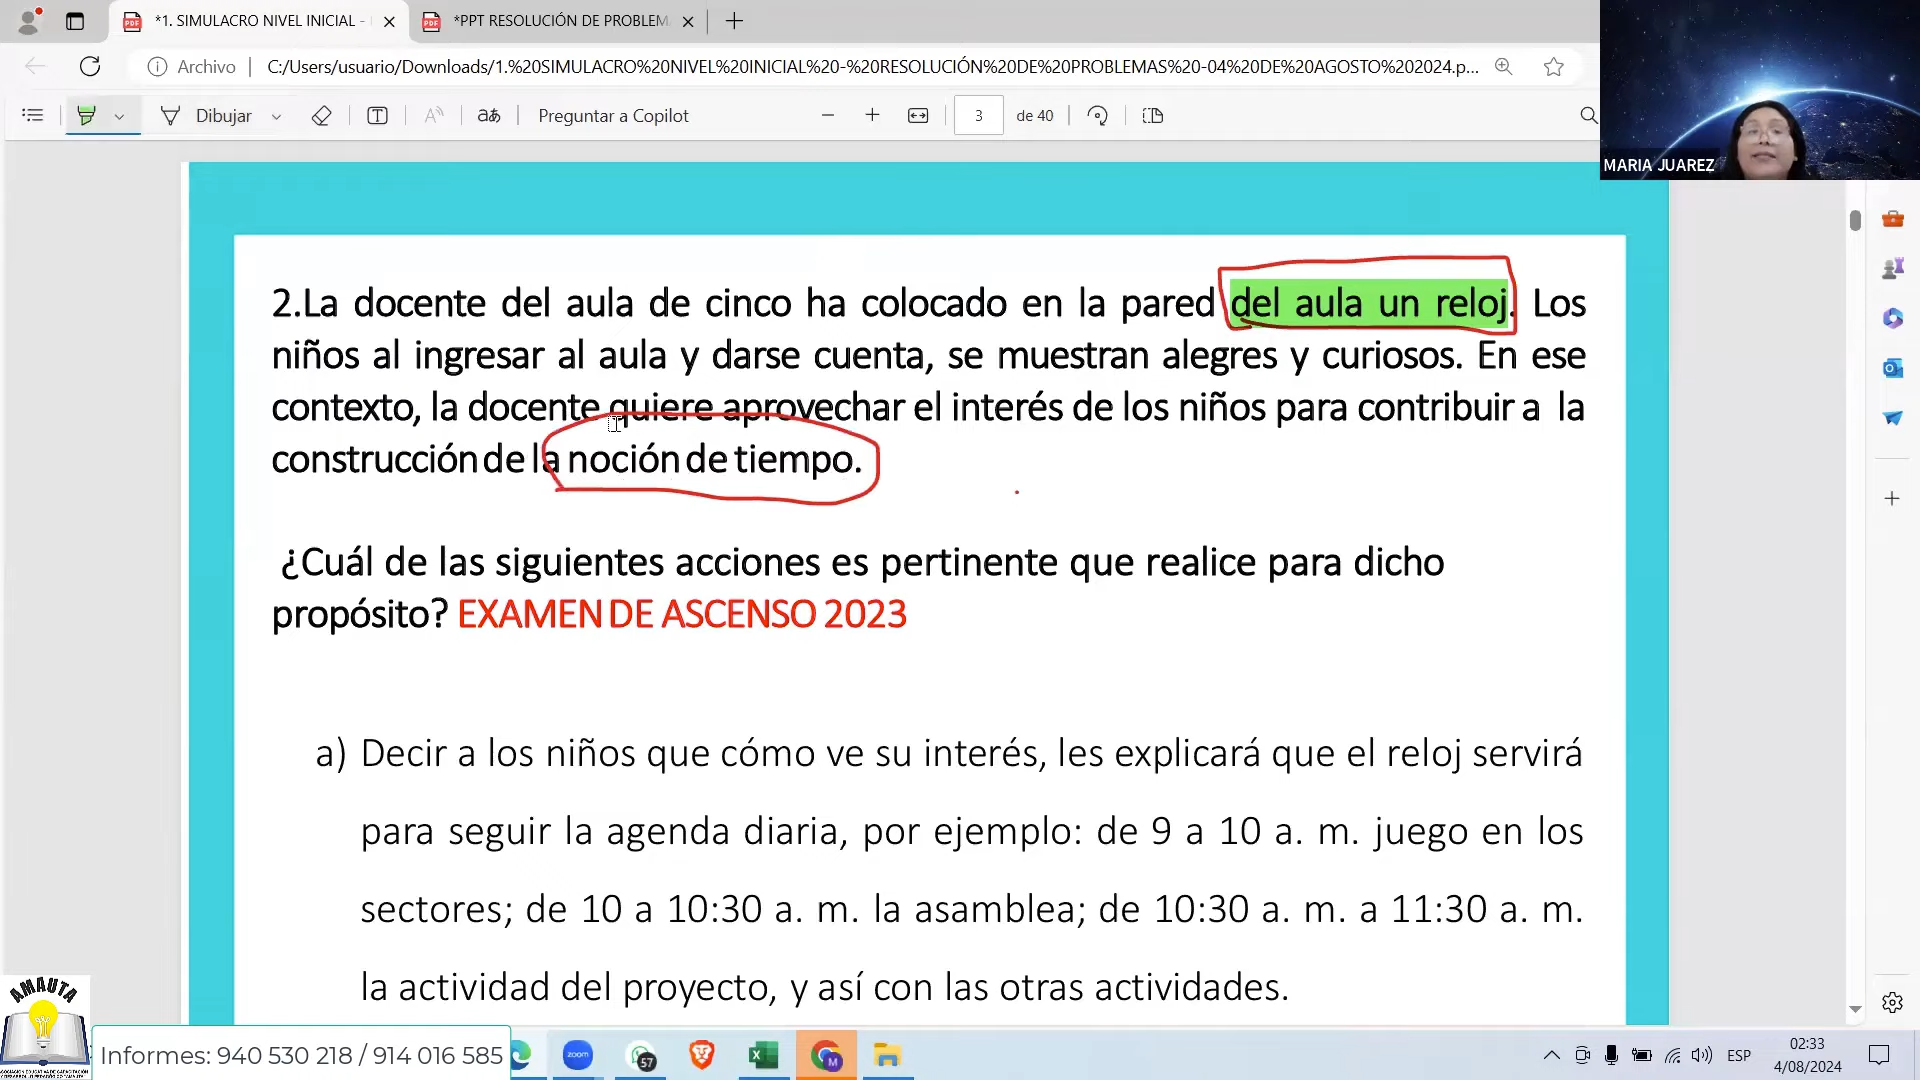 *1. SIMULACRO NIVEL INICIAL -
*PPT RESOLUCIÓN DE PROBLEM
Archivo
C:/Users/usuario/Downloads/1.%20SIMULACRO%20NIVEL%20INICIAL%20-%20RESOLUCIÓN%20DE%20PROBLEMAS%20-04%20DE%20AGOSTO%202024.p...
Dibujar
Preguntar a Copilot
3
de 40
MARIA JUAREZ
2.La docente del aula de cinco ha colocado en la pared del aula un reloj. Los
niños al ingresar al aula y darse cuenta, se muestran alegres y curiosos. En ese
contexto, la docente quiere aprovechar el interés de los niños para contribuir a la
construcción de la noción de tiempo.
¿Cuál de las siguientes acciones es pertinente que realice para dicho
propósito? EXAMEN DE ASCENSO 2023
a) Decir a los niños que cómo ve su interés, les explicará que el reloj servirá
para seguir la agenda diaria, por ejemplo: de 9 a 10 a. m. juego en los
sectores; de 10 a 10:30 a. m. la asamblea; de 10:30 a. m. a 11:30 a. m.
la actividad del proyecto, y así con las otras actividades.
AMAUTA
Informes: 940 530 218 / 914 016 585
zoom
57
M
ESP
02:33
4/08/2024